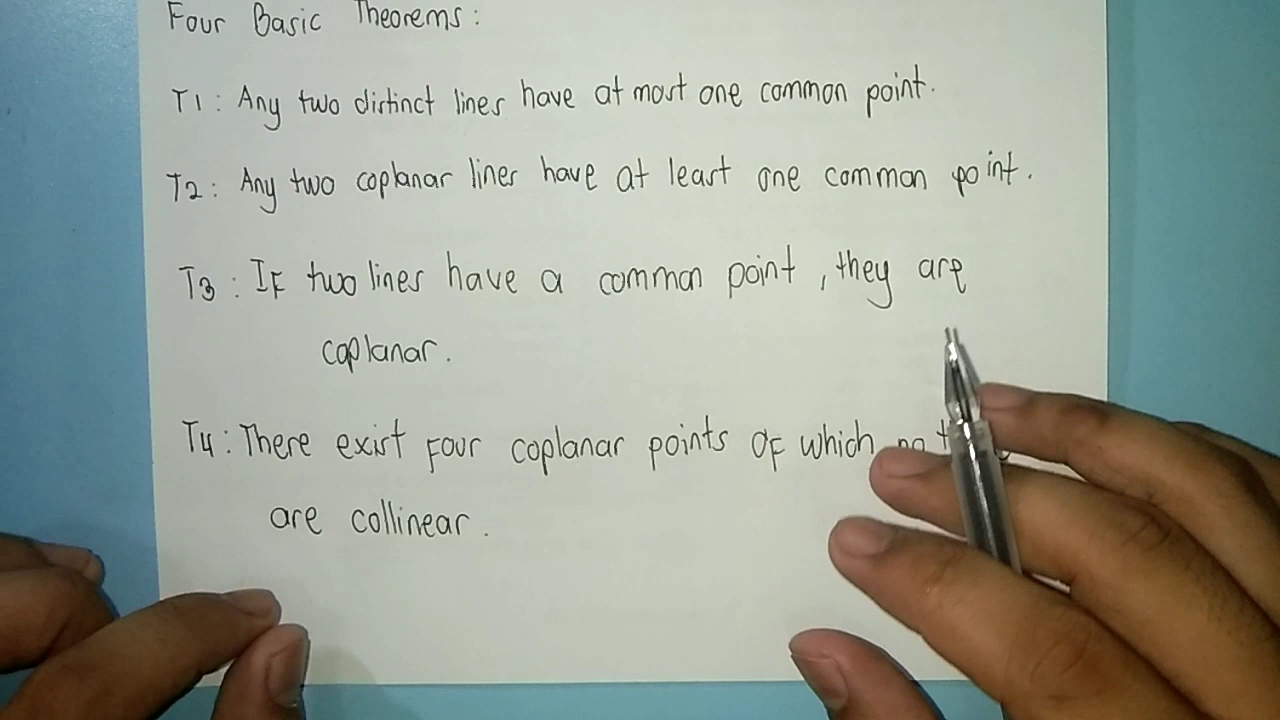 Four Basic Theorems:
T1: Any two distinct lines have at most one common point.
T2: Any two coplanar lines have at least one common point.
T3: If two lines have a common point, they are
coplanar.
T4: There exist four coplanar points of which no
are collinear.